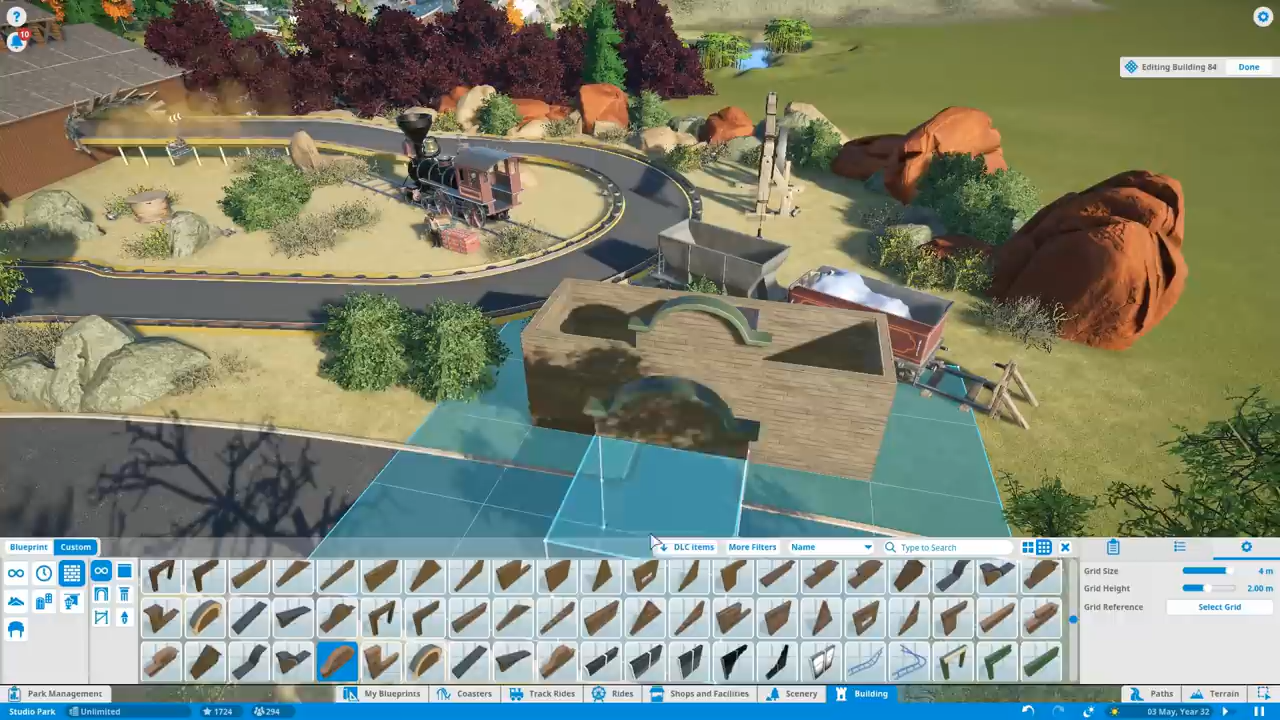 ?
10
Editing Building 84
Done
Blueprint
Custom
DLC items
More Filters
Name
Type to Search
Grid Size
4 m
Grid Height
2.00 m
Grid Reference
Select Grid
Park Management
My Blueprints
Coasters
Track Rides
Rides
Shops and Facilities
Scenery
Building
Paths
Terrain
Studio Park
Unlimited
1724
294
03 May, Year 32